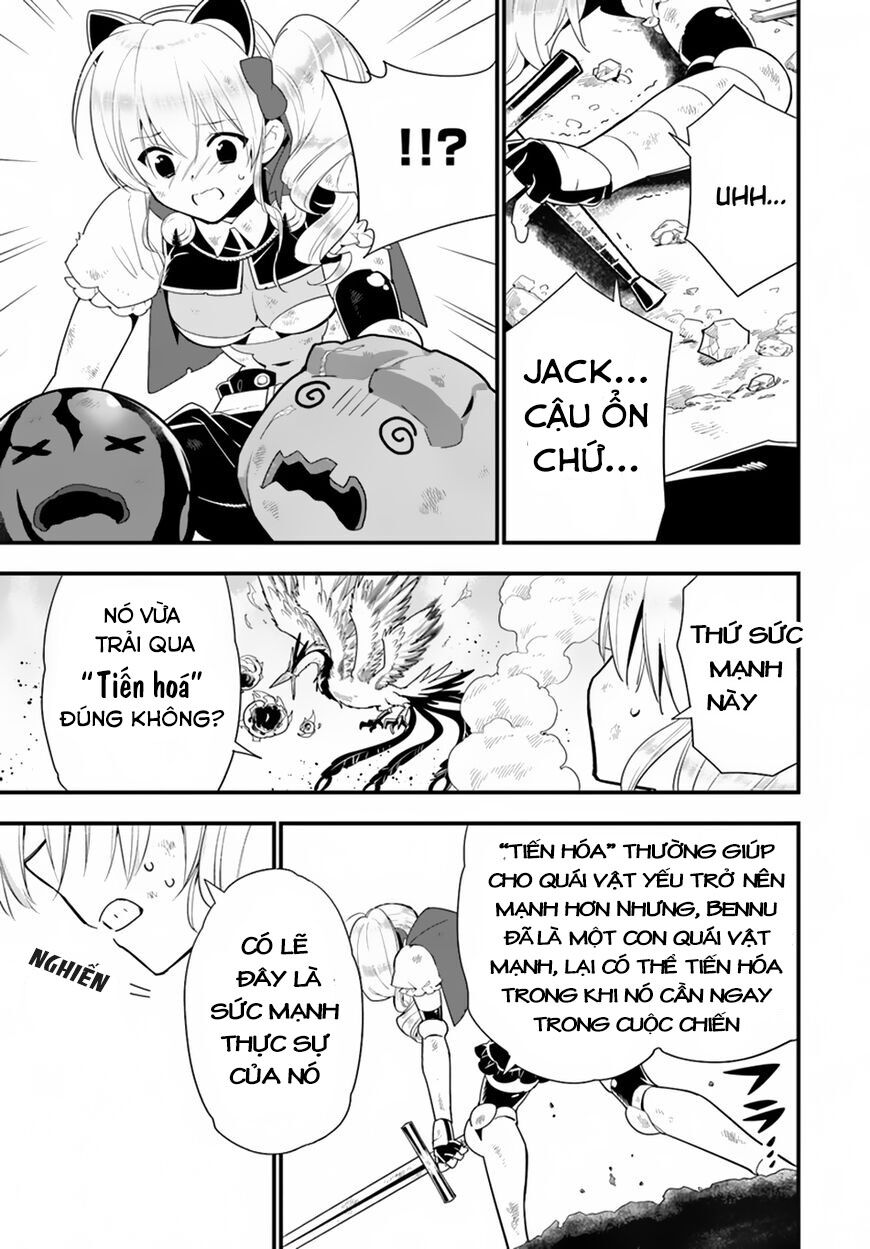 UHH...
JACK...
CẬU ỔN
CHỨ...
!!?
THỨ SỨC
MẠNH
NÀY
NÓ VỪA
TRẢI QUA
“Tiến hoá”
ĐÚNG KHÔNG?
“TIẾN HÓA” THƯỜNG GIÚP
CHO QUÁI VẬT YẾU TRỞ NÊN
MẠNH HƠN NHƯNG, BENNU
ĐÃ LÀ MỘT CON QUÁI VẬT
MẠNH, LẠI CÓ THỂ TIẾN HÓA
TRONG KHI NÓ CẦN NGAY
TRONG CUỘC CHIẾN
CÓ LẼ
ĐÂY LÀ
SỨC MẠNH
THỰC SỰ
CỦA NÓ
NGHIẾN